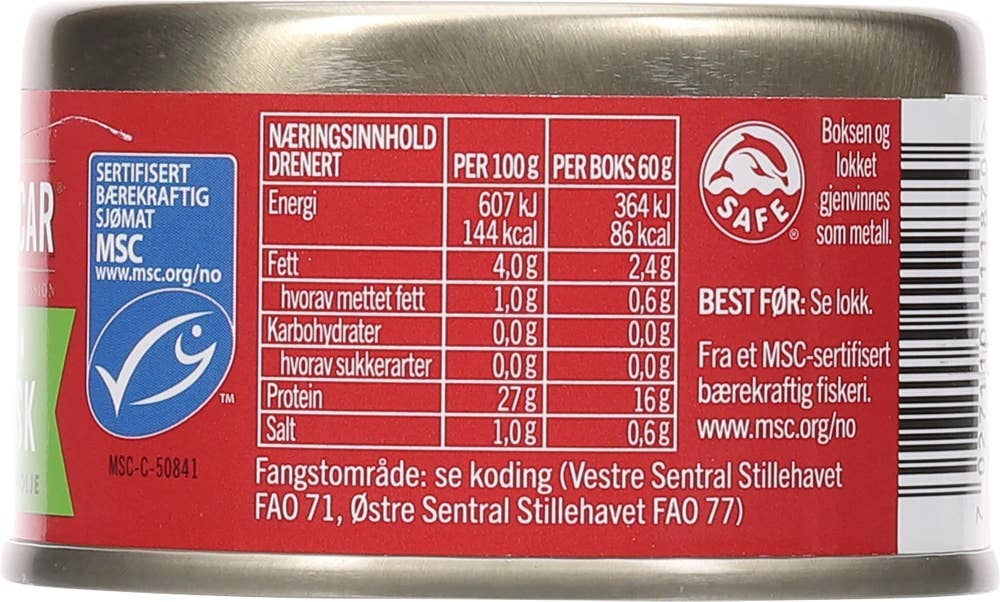 CAR
SK
SERTIFISERT
BÆREKRAFTIG
SJØMAT
MSC
www.msc.org/no
TM
MSC-C-50841
NÆRINGSINNHOLD DRENERT PER 100 g PER BOKS 60 g
Energi 607 kJ 364 kJ
144 kcal 86 kcal
Fett 4,0 g 2,4 g
hvorav mettet fett 1,0 g 0,6 g
Karbohydrater 0,0 g 0,0 g
hvorav sukkerarter 0,0 g 0,0 g
Protein 27 g 16 g
Salt 1,0 g 0,6 g
Fangstområde: se koding (Vestre Sentral Stillehavet
FAO 71, Østre Sentral Stillehavet FAO 77)
SAFE
Boksen og
lokket
gjenvinnes
som metall.
BEST FØR: Se lokk.
Fra et MSC-sertifisert
bærekraftig fiskeri.
www.msc.org/no